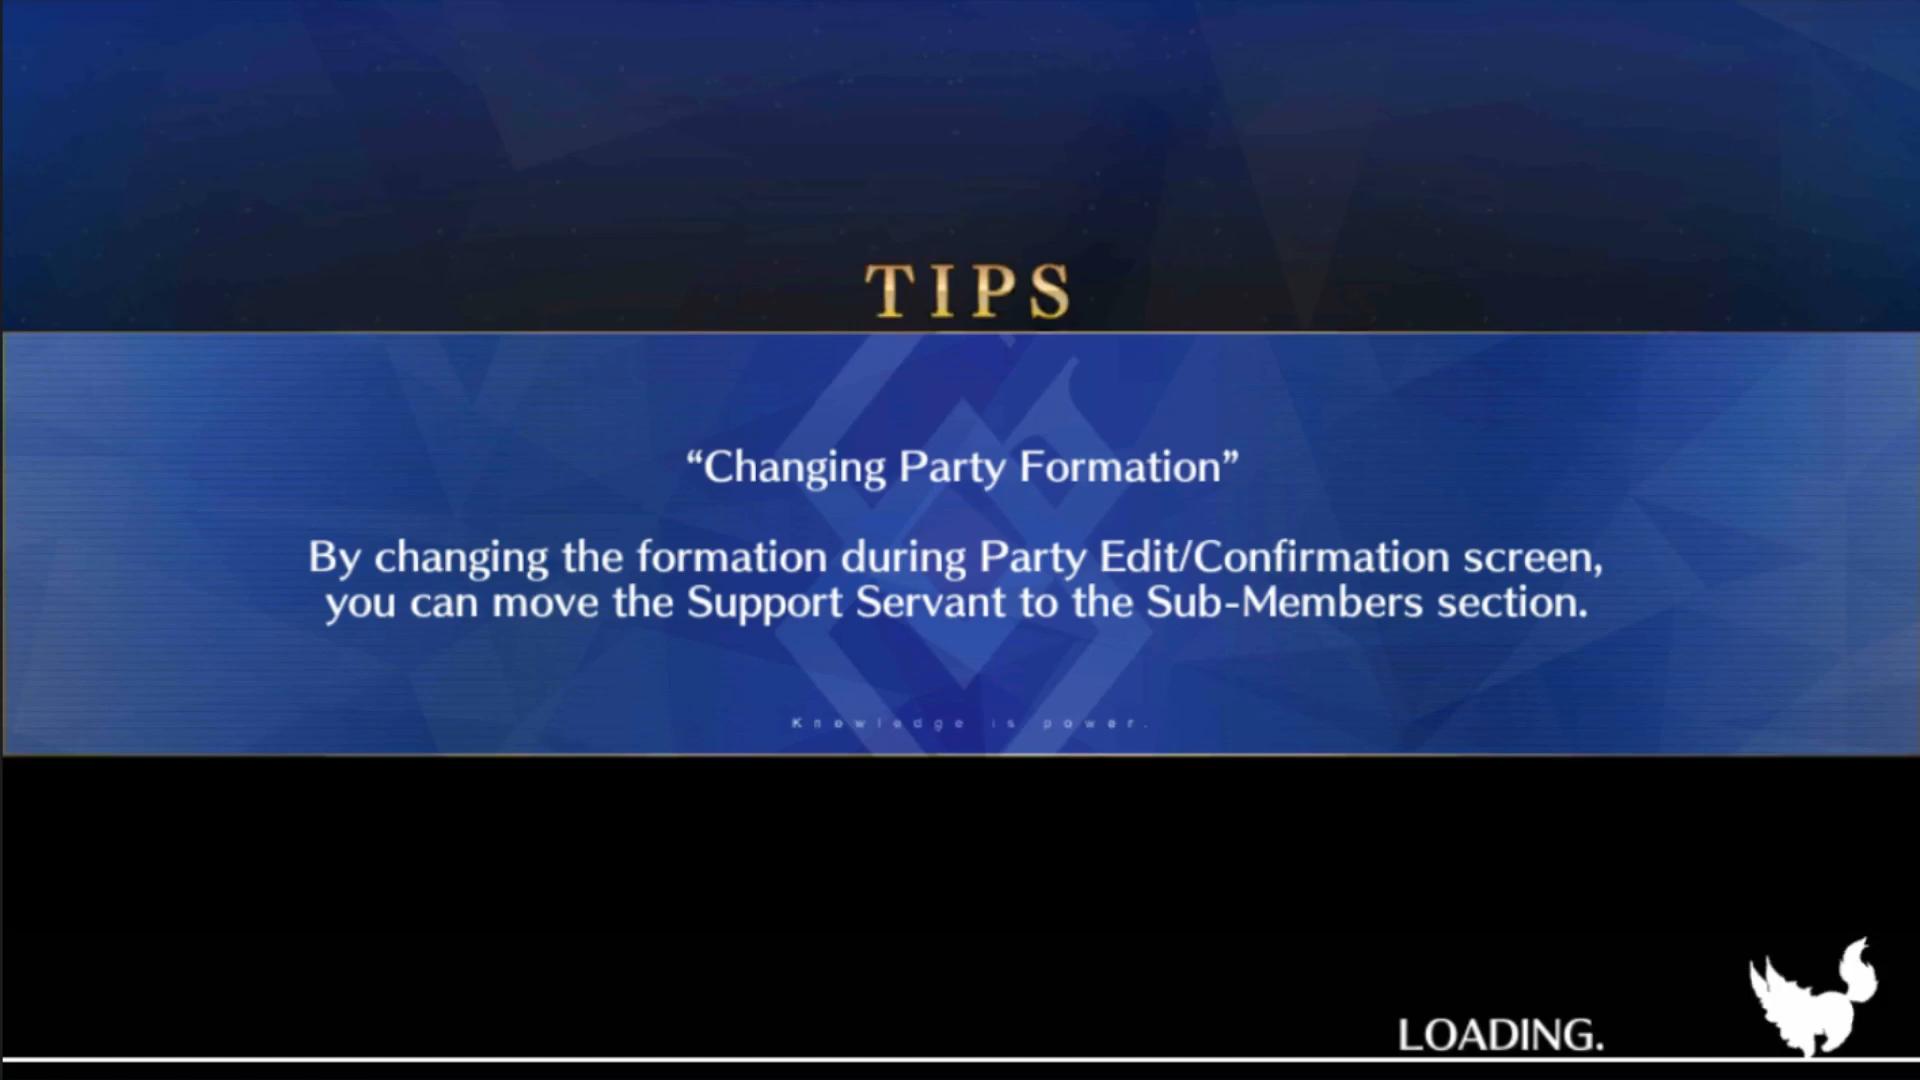 TIPS
“Changing Party Formation”
By changing the formation during Party Edit/Confirmation screen,
you can move the Support Servant to the Sub-Members section.
Knowledge is power.
LOADING.